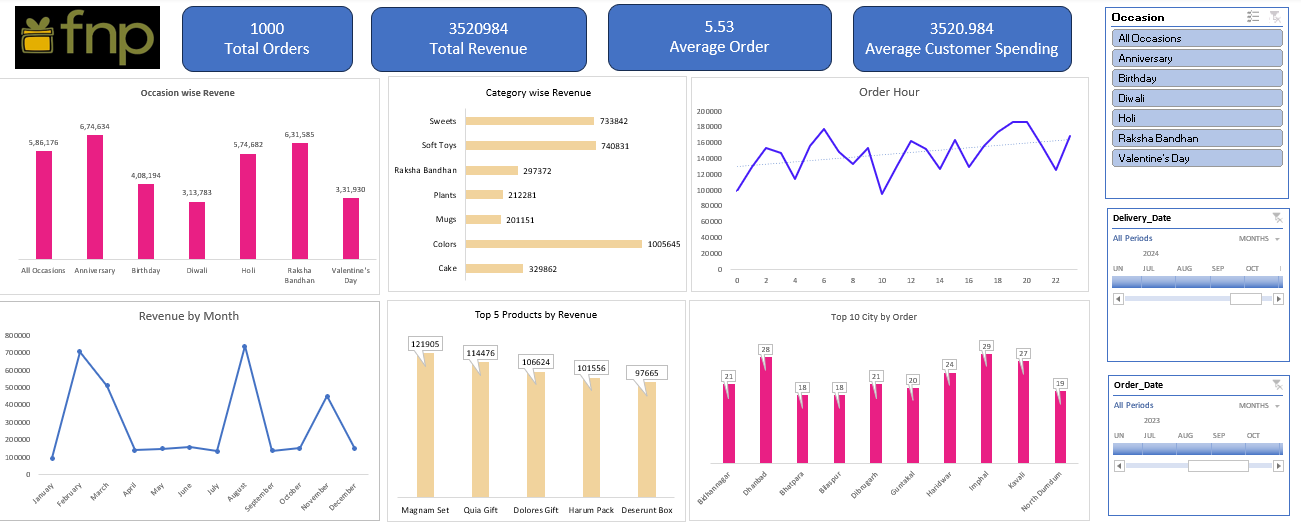 fnp
1000
Total Orders
3520984
Total Revenue
5.53
Average Order
3520.984
Average Customer Spending
Occasion
All Occasions
Anniversary
Birthday
Diwali
Holi
Raksha Bandhan
Valentine's Day
Occasion wise Revene
5,86,176
6,74,634
4,08,194
3,13,783
5,74,682
6,31,585
3,31,930
All Occasions
Anniversary
Birthday
Diwali
Holi
Raksha
Bandhan
Valentine's
Day
Category wise Revenue
Sweets 733842
Soft Toys 740831
Raksha Bandhan 297372
Plants 212281
Mugs 201151
Colors 1005645
Cake 329862
Order Hour
200000
180000
160000
140000
120000
100000
80000
60000
40000
20000
0
0 2 4 6 8 10 12 14 16 18 20 22
Delivery_Date
All Periods MONTHS
2024
UN JUL AUG SEP OCT
Revenue by Month
800000
700000
600000
500000
400000
300000
200000
100000
0
January
February
March
April
May
June
July
August
September
October
November
December
Top 5 Products by Revenue
121905
114476
106624
101556
97665
Magnam Set
Quia Gift
Dolores Gift
Harum Pack
Deserunt Box
Top 10 City by Order
21
28
18
18
21
20
24
29
27
19
Bidhannagar
Dhanbad
Bhatpara
Bilaspur
Dibrugarh
Guntakal
Haridwar
Imphal
Kavali
North Dumdum
Order_Date
All Periods MONTHS
2023
UN JUL AUG SEP OCT